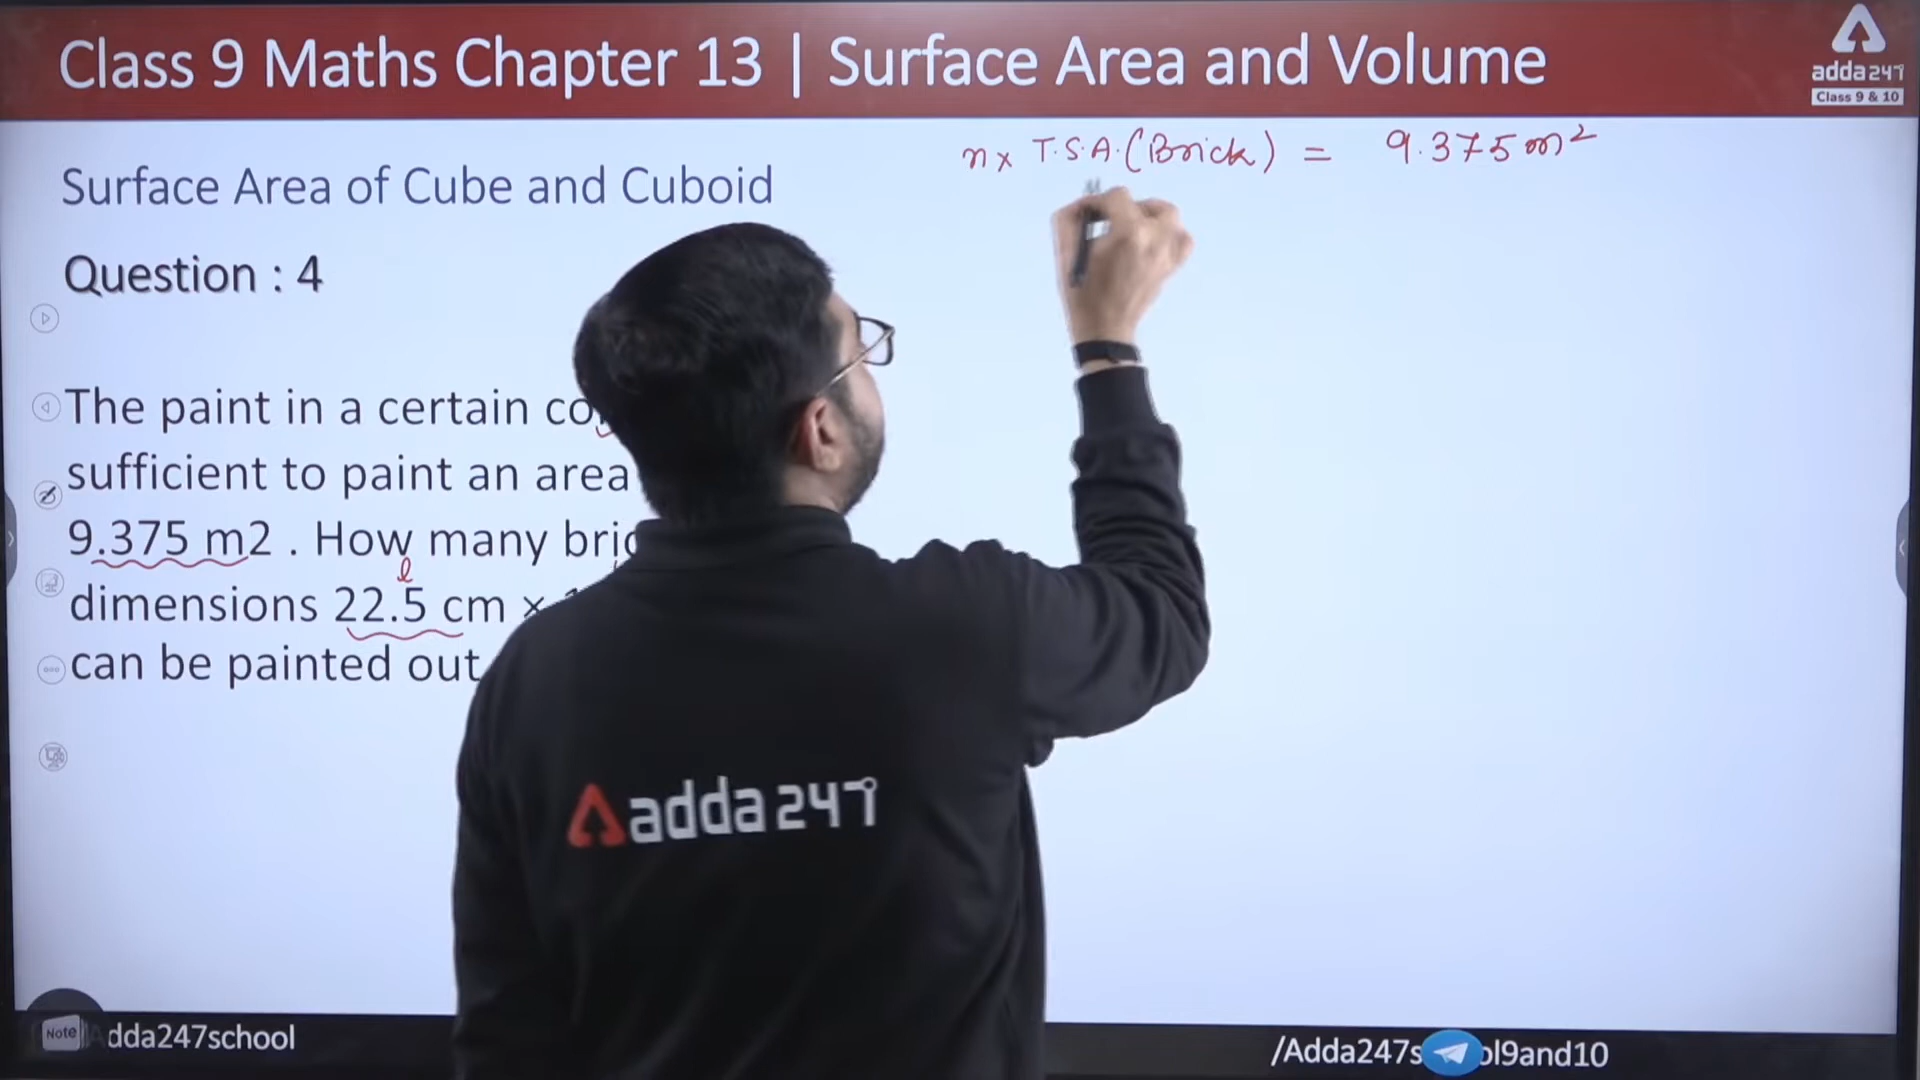 Class 9 Maths Chapter 13 | Surface Area and Volume
adda247
Class 9 & 10
n x T.S.A.(Brick) = 9.375 m²
Surface Area of Cube and Cuboid
Question : 4
The paint in a certain
sufficient to paint an area
9.375 m2 . How many
l
dimensions 22.5 cm ×
can be painted out
adda247
Note
dda247school
/Adda247s ol9and10